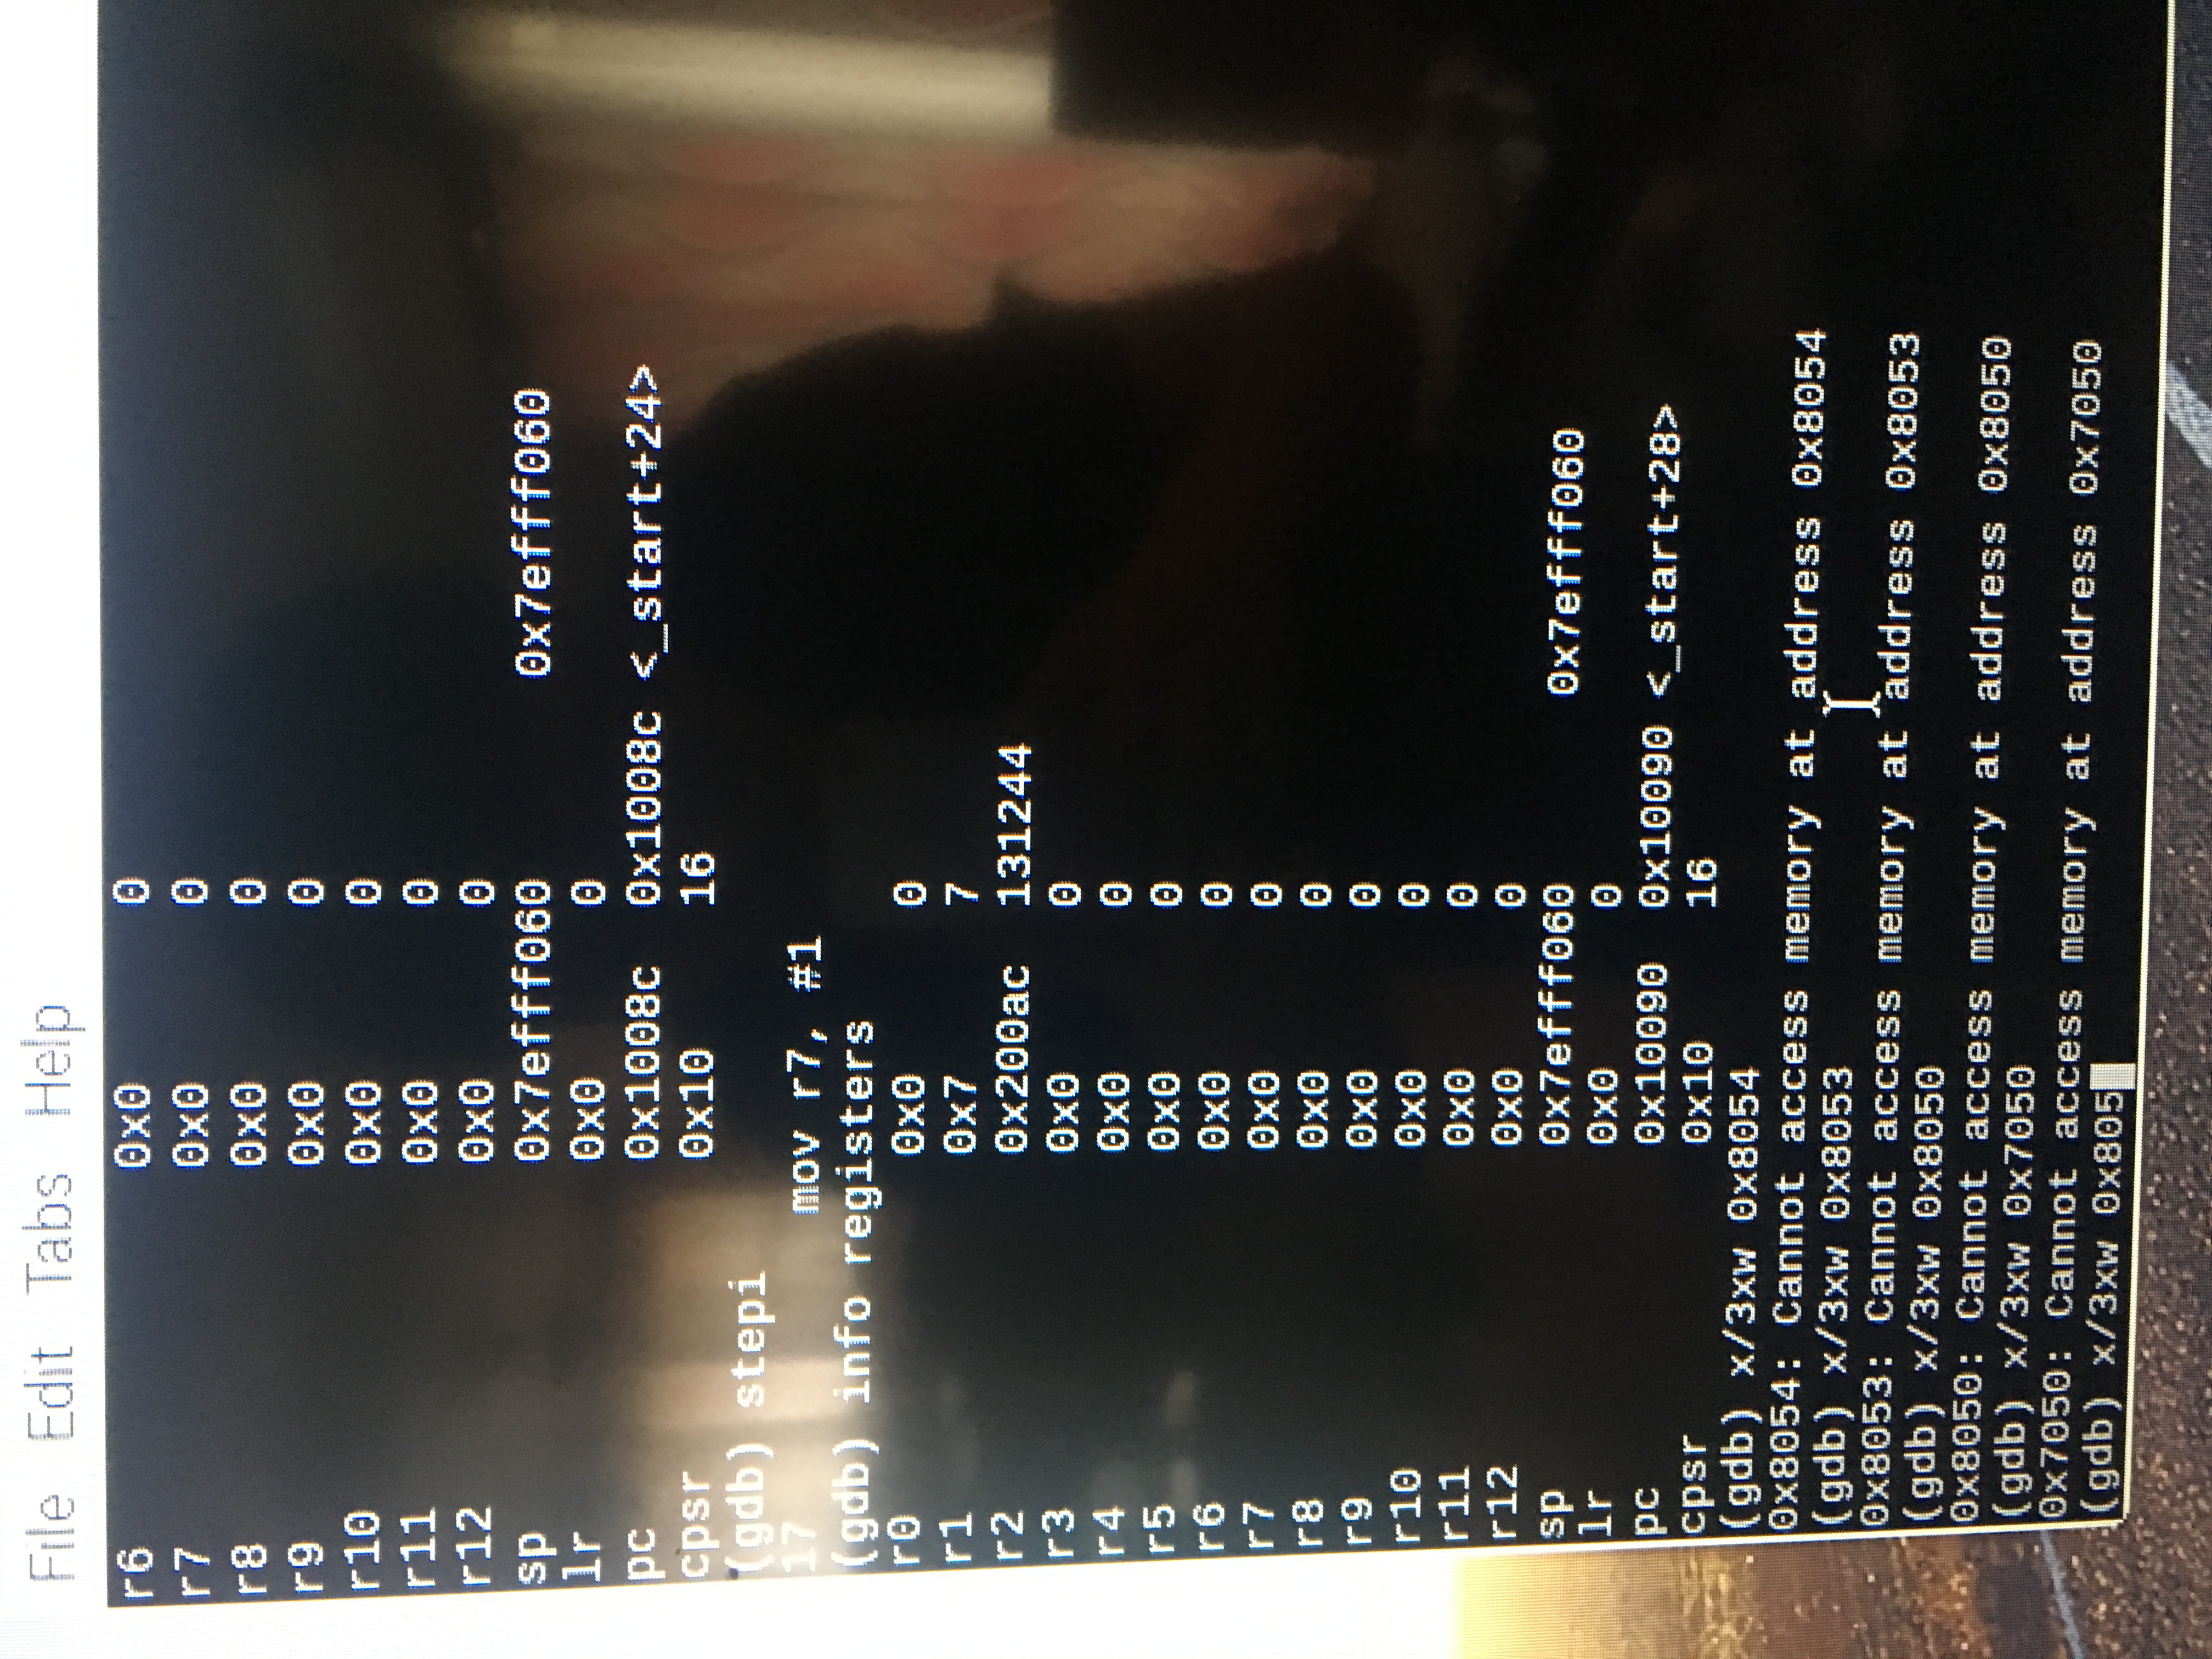 File Edit Tabs Help
r6 0x0 0
r7 0x0 0
r8 0x0 0
r9 0x0 0
r10 0x0 0
r11 0x0 0
r12 0x0 0
sp 0x7efff060 0x7efff060
lr 0x0 0
pc 0x1008c 0x1008c <_start+24>
cpsr 0x10 16
(gdb) stepi
17 mov r7, #1
(gdb) info registers
r0 0x0 0
r1 0x7 7
r2 0x200ac 131244
r3 0x0 0
r4 0x0 0
r5 0x0 0
r6 0x0 0
r7 0x0 0
r8 0x0 0
r9 0x0 0
r10 0x0 0
r11 0x0 0
r12 0x0 0
sp 0x7efff060 0x7efff060
lr 0x0 0
pc 0x10090 0x10090 <_start+28>
cpsr 0x10 16
(gdb) x/3xw 0x8054
0x8054: Cannot access memory at address 0x8054
(gdb) x/3xw 0x8053
0x8053: Cannot access memory at address 0x8053
(gdb) x/3xw 0x8050
0x8050: Cannot access memory at address 0x8050
(gdb) x/3xw 0x7050
0x7050: Cannot access memory at address 0x7050
(gdb) x/3xw 0x805